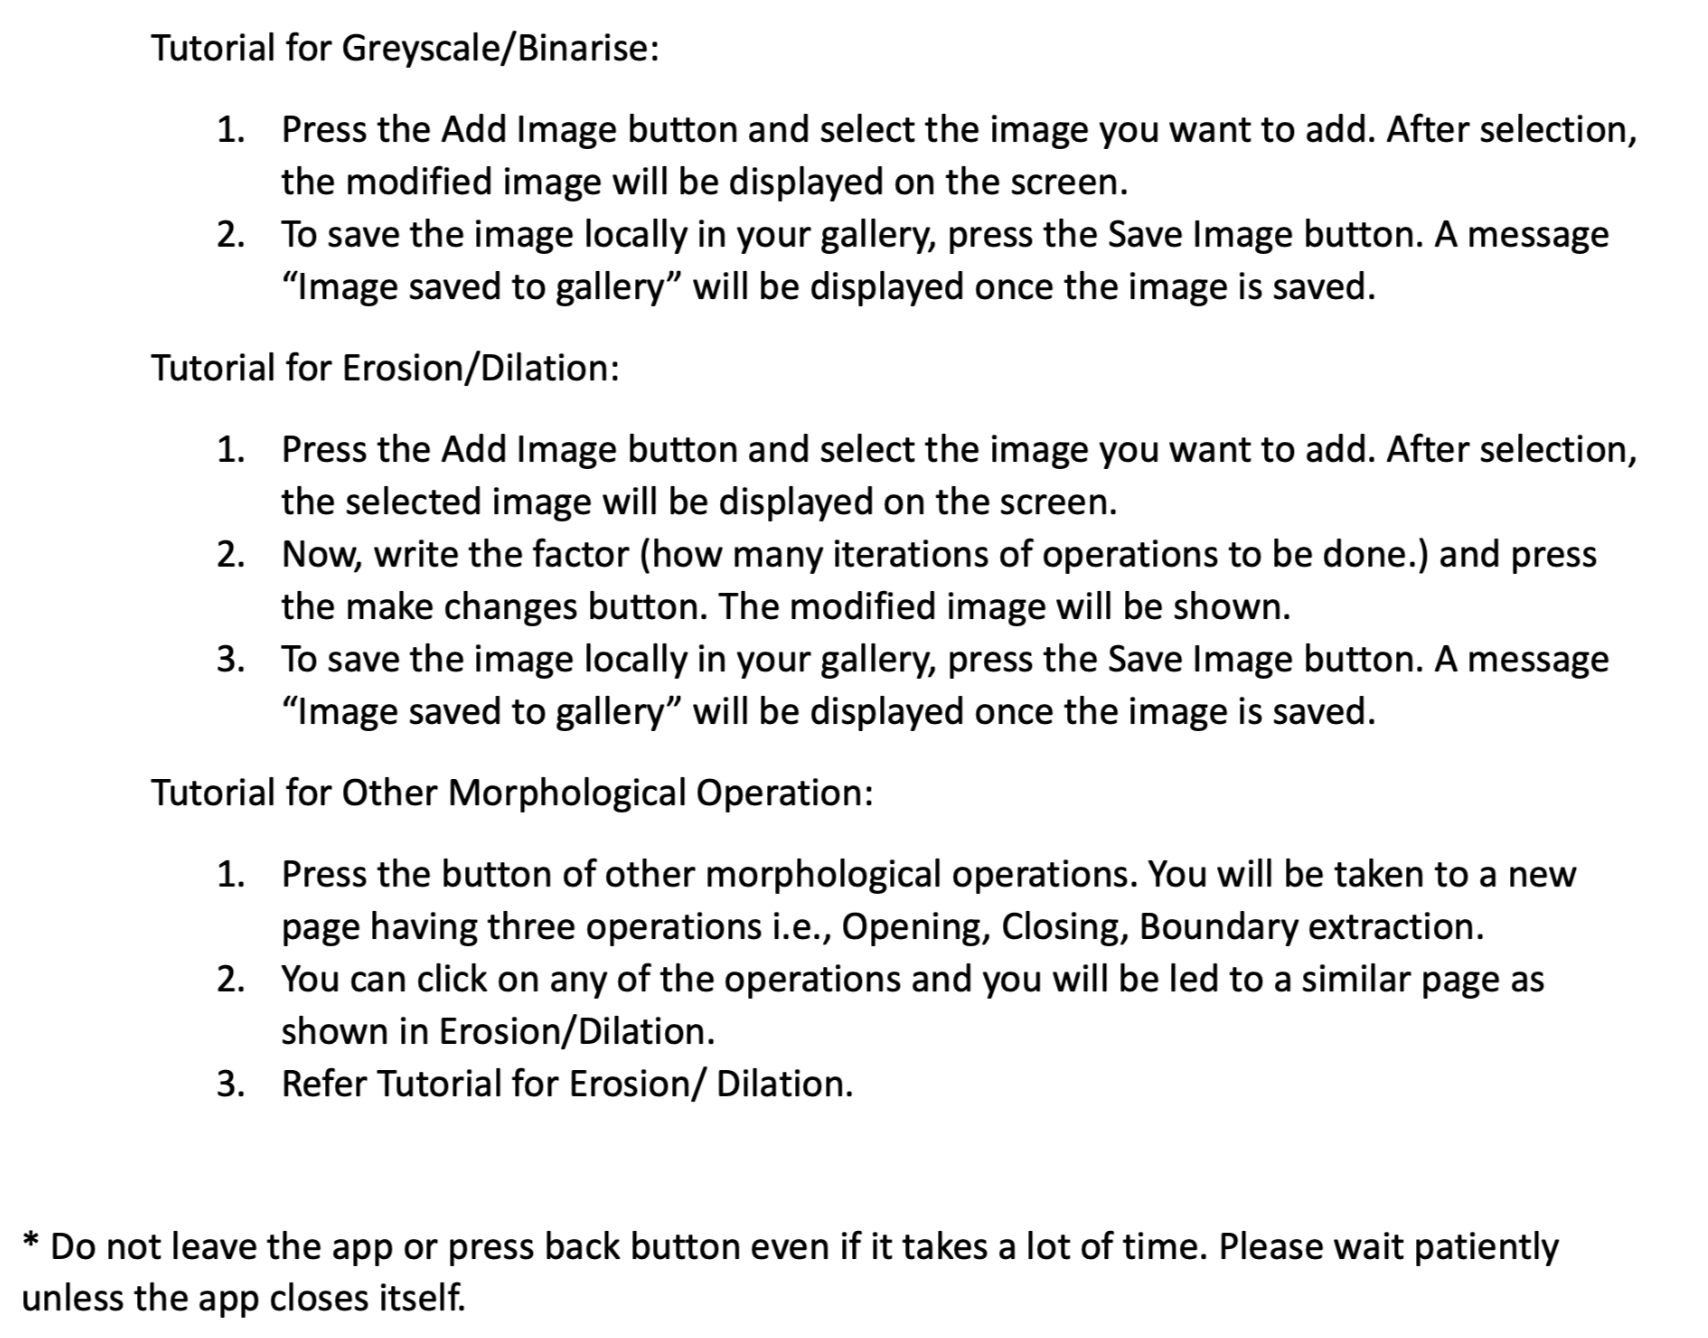 Tutorial for Greyscale/Binarise:
1. Press the Add Image button and select the image you want to add. After selection,
the modified image will be displayed on the screen.
2. To save the image locally in your gallery, press the Save Image button. A message
“Image saved to gallery” will be displayed once the image is saved.
Tutorial for Erosion/Dilation:
1. Press the Add Image button and select the image you want to add. After selection,
the selected image will be displayed on the screen.
2. Now, write the factor (how many iterations of operations to be done.) and press
the make changes button. The modified image will be shown.
3. To save the image locally in your gallery, press the Save Image button. A message
“Image saved to gallery” will be displayed once the image is saved.
Tutorial for Other Morphological Operation:
1. Press the button of other morphological operations. You will be taken to a new
page having three operations i.e., Opening, Closing, Boundary extraction.
2. You can click on any of the operations and you will be led to a similar page as
shown in Erosion/Dilation.
3. Refer Tutorial for Erosion/ Dilation.
* Do not leave the app or press back button even if it takes a lot of time. Please wait patiently
unless the app closes itself.